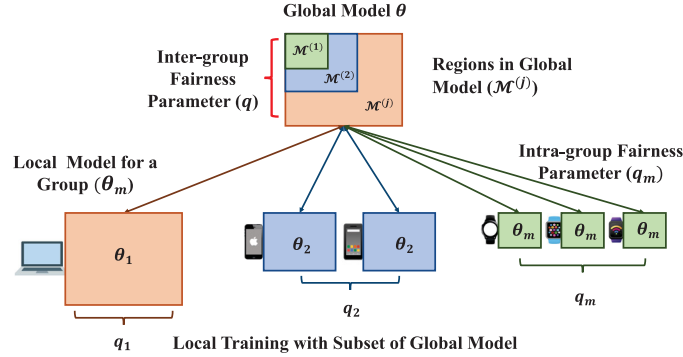 Global Model θ
Inter-group
Fairness
Parameter (q)
ℳ⁽¹⁾
ℳ⁽²⁾
ℳ⁽ʲ⁾
Regions in Global
Model (ℳ⁽ʲ⁾)
Local Model for a
Group (θₘ)
Intra-group Fairness
Parameter (qₘ)
θ₁
θ₂
θ₂
θₘ
θₘ
θₘ
q₁
q₂
qₘ
Local Training with Subset of Global Model